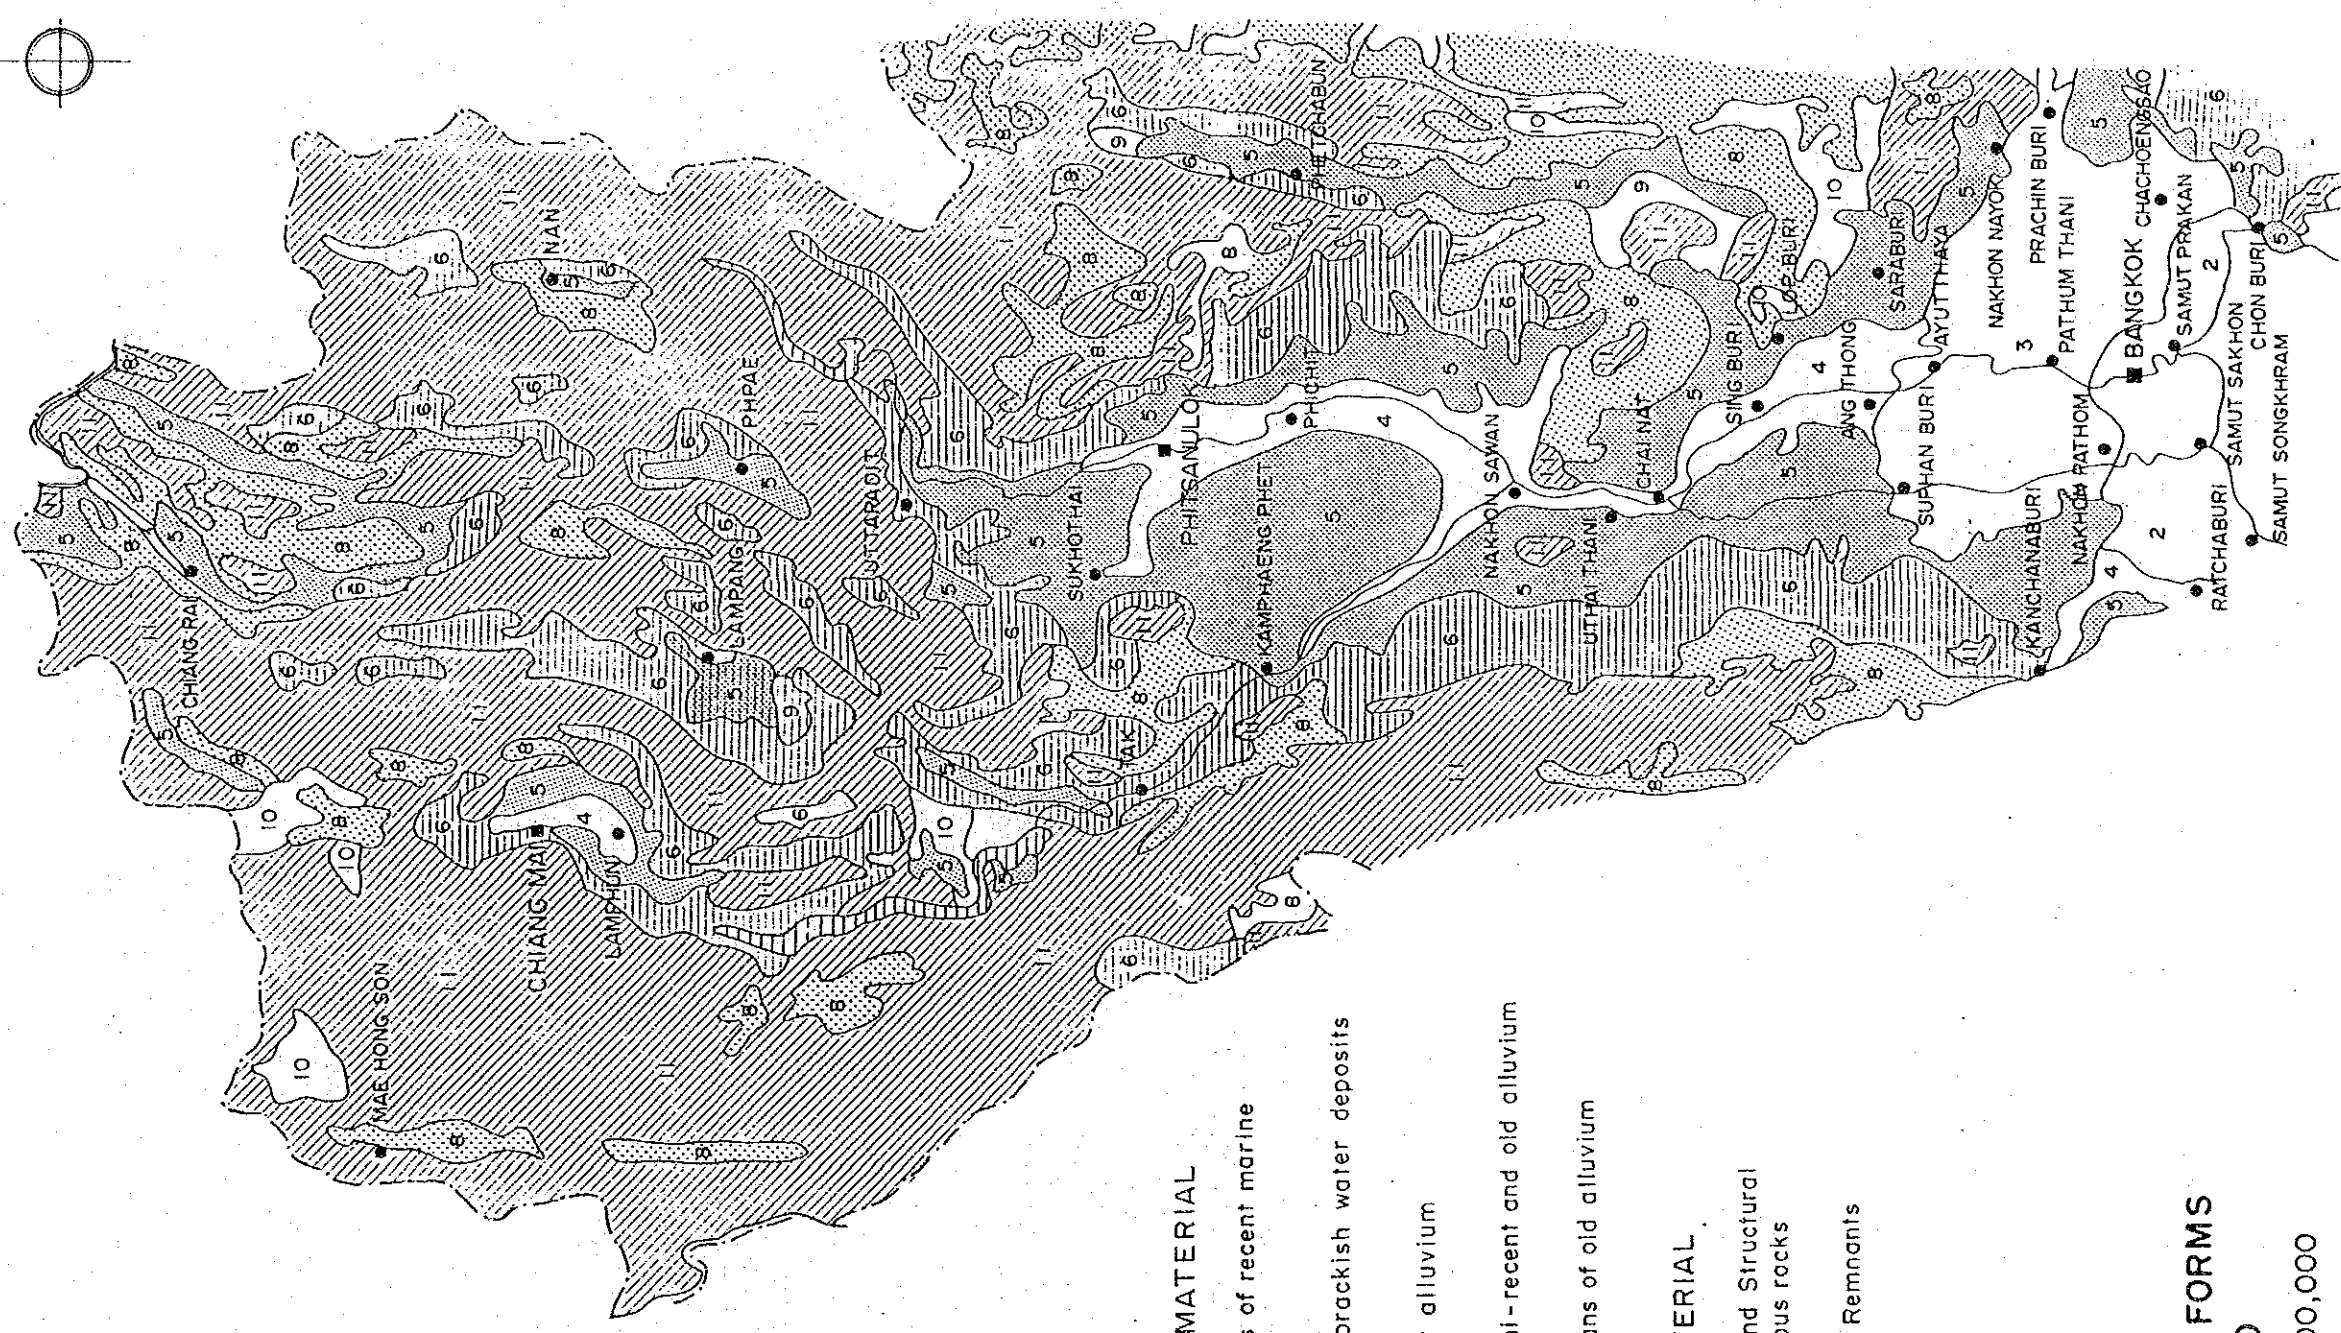 MAE HONG SON
CHIANG RAI
CHIANG MAI
LAMPHUN
LAMPANG
PHRAE
NAN
UTTARADIT
SUKHOTHAI
TAK
PHITSANULOK
KAMPHAENG PHET
PHICHIT
PHETCHABUN
NAKHON SAWAN
UTHAI THANI
CHAI NAT
SING BURI
LOP BURI
ANG THONG
SARABURI
AYUTTHAYA
SUPHAN BURI
KANCHANABURI
NAKHON PATHOM
NAKHON NAYOK
PRACHIN BURI
PATHUM THANI
BANGKOK
CHACHOENGSAO
SAMUT PRAKAN
CHON BURI
SAMUT SAKHON
SAMUT SONGKHRAM
RATCHABURI
MATERIAL
of recent marine
brackish water deposits
alluvium
-recent and old alluvium
of old alluvium
ERIAL
nd Structural
ous rocks
Remnants
FORMS
00,000